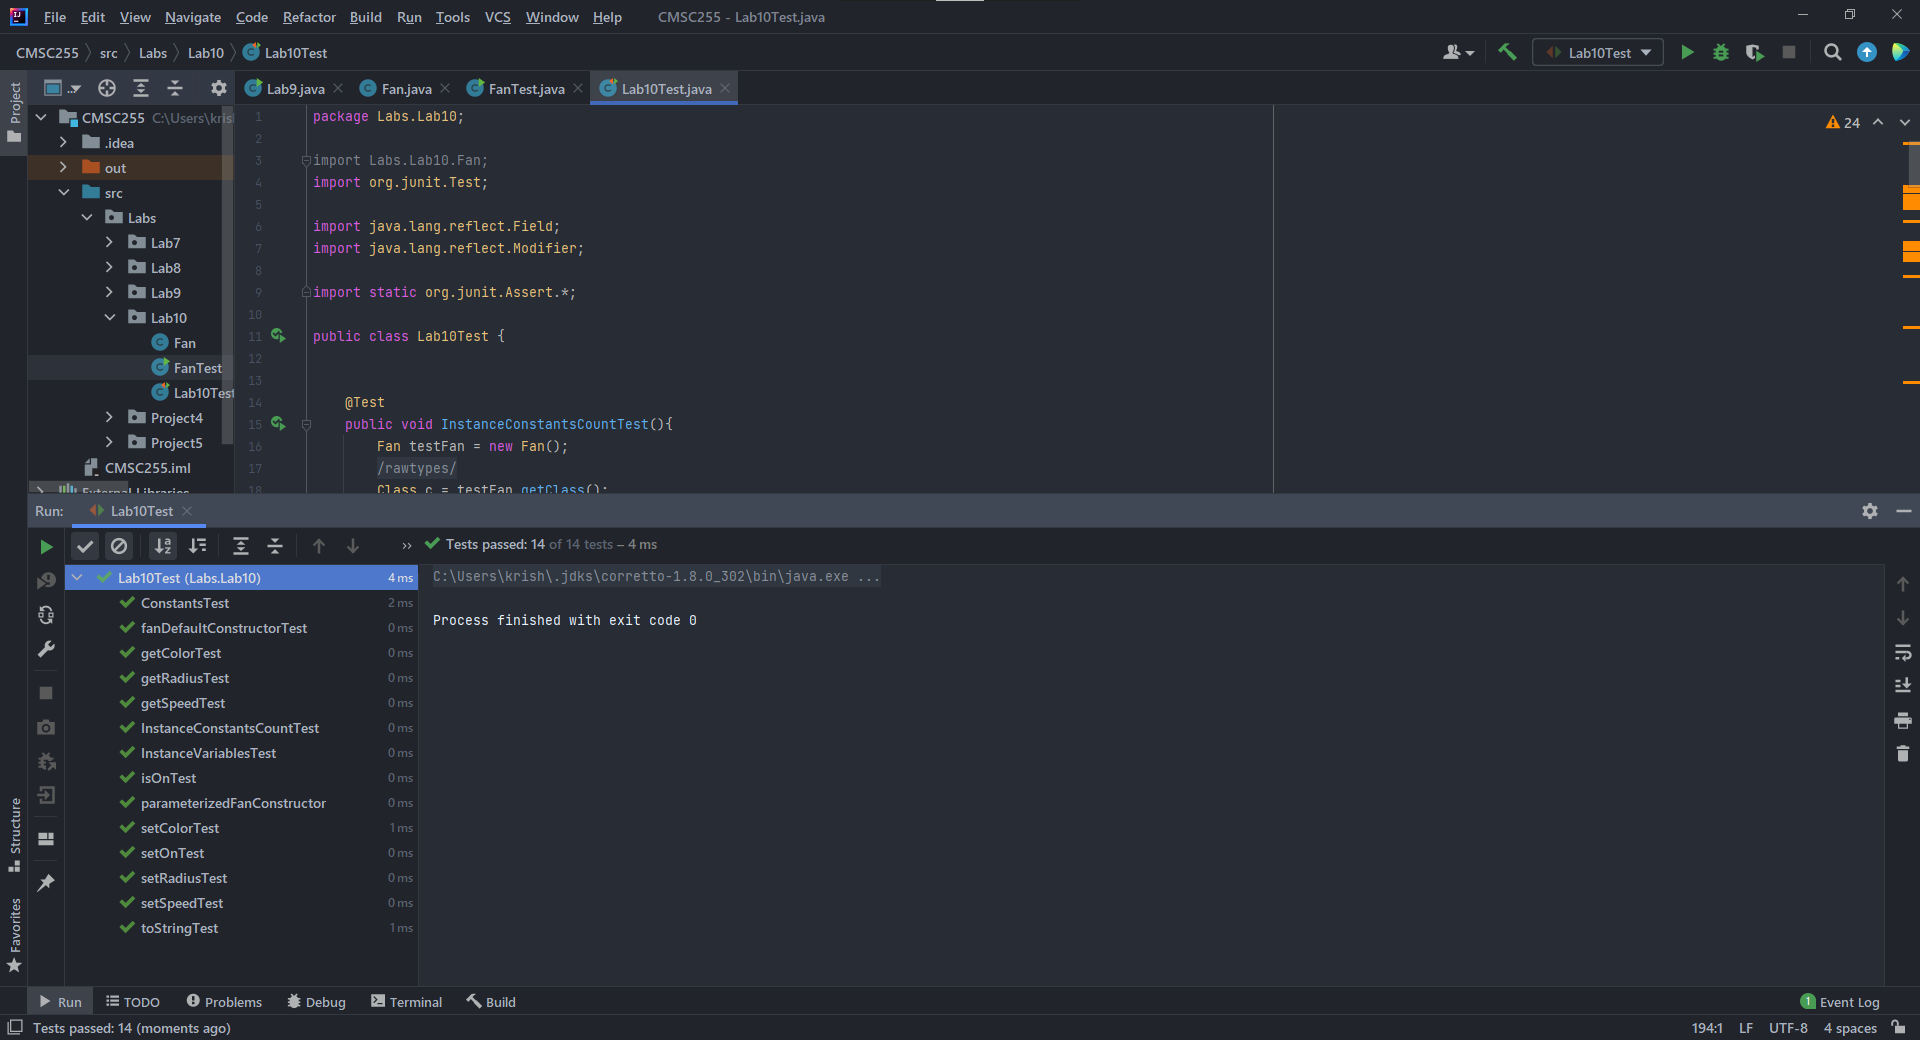 File Edit View Navigate Code Refactor Build Run Tools VCS Window Help CMSC255 - Lab10Test.java
CMSC255 src Labs Lab10 Lab10Test
Lab10Test
Project
Lab9.java Fan.java FanTest.java Lab10Test.java
CMSC255 C:\Users\kris
.idea
out
src
Labs
Lab7
Lab8
Lab9
Lab10
Fan
FanTest
Lab10Test
Project4
Project5
CMSC255.iml
External Libraries
1 package Labs.Lab10;
2
3 import Labs.Lab10.Fan;
4 import org.junit.Test;
5
6 import java.lang.reflect.Field;
7 import java.lang.reflect.Modifier;
8
9 import static org.junit.Assert.*;
10
11 public class Lab10Test {
12
13
14 @Test
15 public void InstanceConstantsCountTest(){
16 Fan testFan = new Fan();
17 /rawtypes/
18 Class c = testFan.getClass();
24
Run: Lab10Test
Tests passed: 14 of 14 tests – 4 ms
Lab10Test (Labs.Lab10) 4 ms
ConstantsTest 2 ms
fanDefaultConstructorTest 0 ms
getColorTest 0 ms
getRadiusTest 0 ms
getSpeedTest 0 ms
InstanceConstantsCountTest 0 ms
InstanceVariablesTest 0 ms
isOnTest 0 ms
parameterizedFanConstructor 0 ms
setColorTest 1 ms
setOnTest 0 ms
setRadiusTest 0 ms
setSpeedTest 0 ms
toStringTest 1 ms
C:\Users\krish\.jdks\corretto-1.8.0_302\bin\java.exe ...
Process finished with exit code 0
Structure
Favorites
Run TODO Problems Debug Terminal Build 1 Event Log
Tests passed: 14 (moments ago) 194:1 LF UTF-8 4 spaces